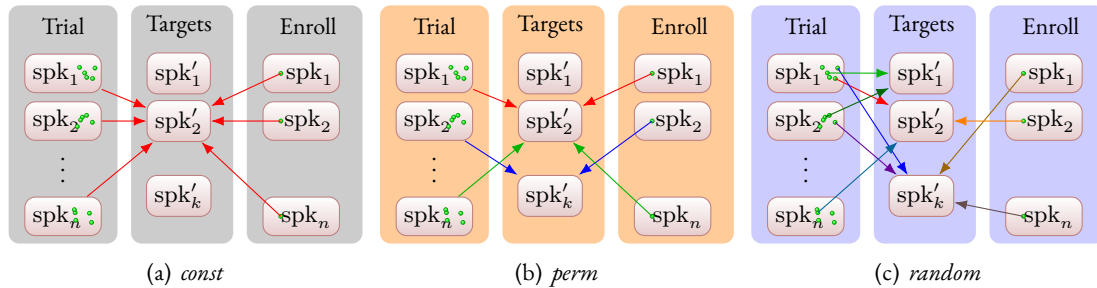 Trial Targets Enroll
spk₁ spk′₁ spk₁
spk₂ spk′₂ spk₂
⋮ ⋮
spkₙ spk′ₖ spkₙ
(a) const
Trial Targets Enroll
spk₁ spk′₁ spk₁
spk₂ spk′₂ spk₂
⋮ ⋮
spkₙ spk′ₖ spkₙ
(b) perm
Trial Targets Enroll
spk₁ spk′₁ spk₁
spk₂ spk′₂ spk₂
⋮ ⋮
spkₙ spk′ₖ spkₙ
(c) random